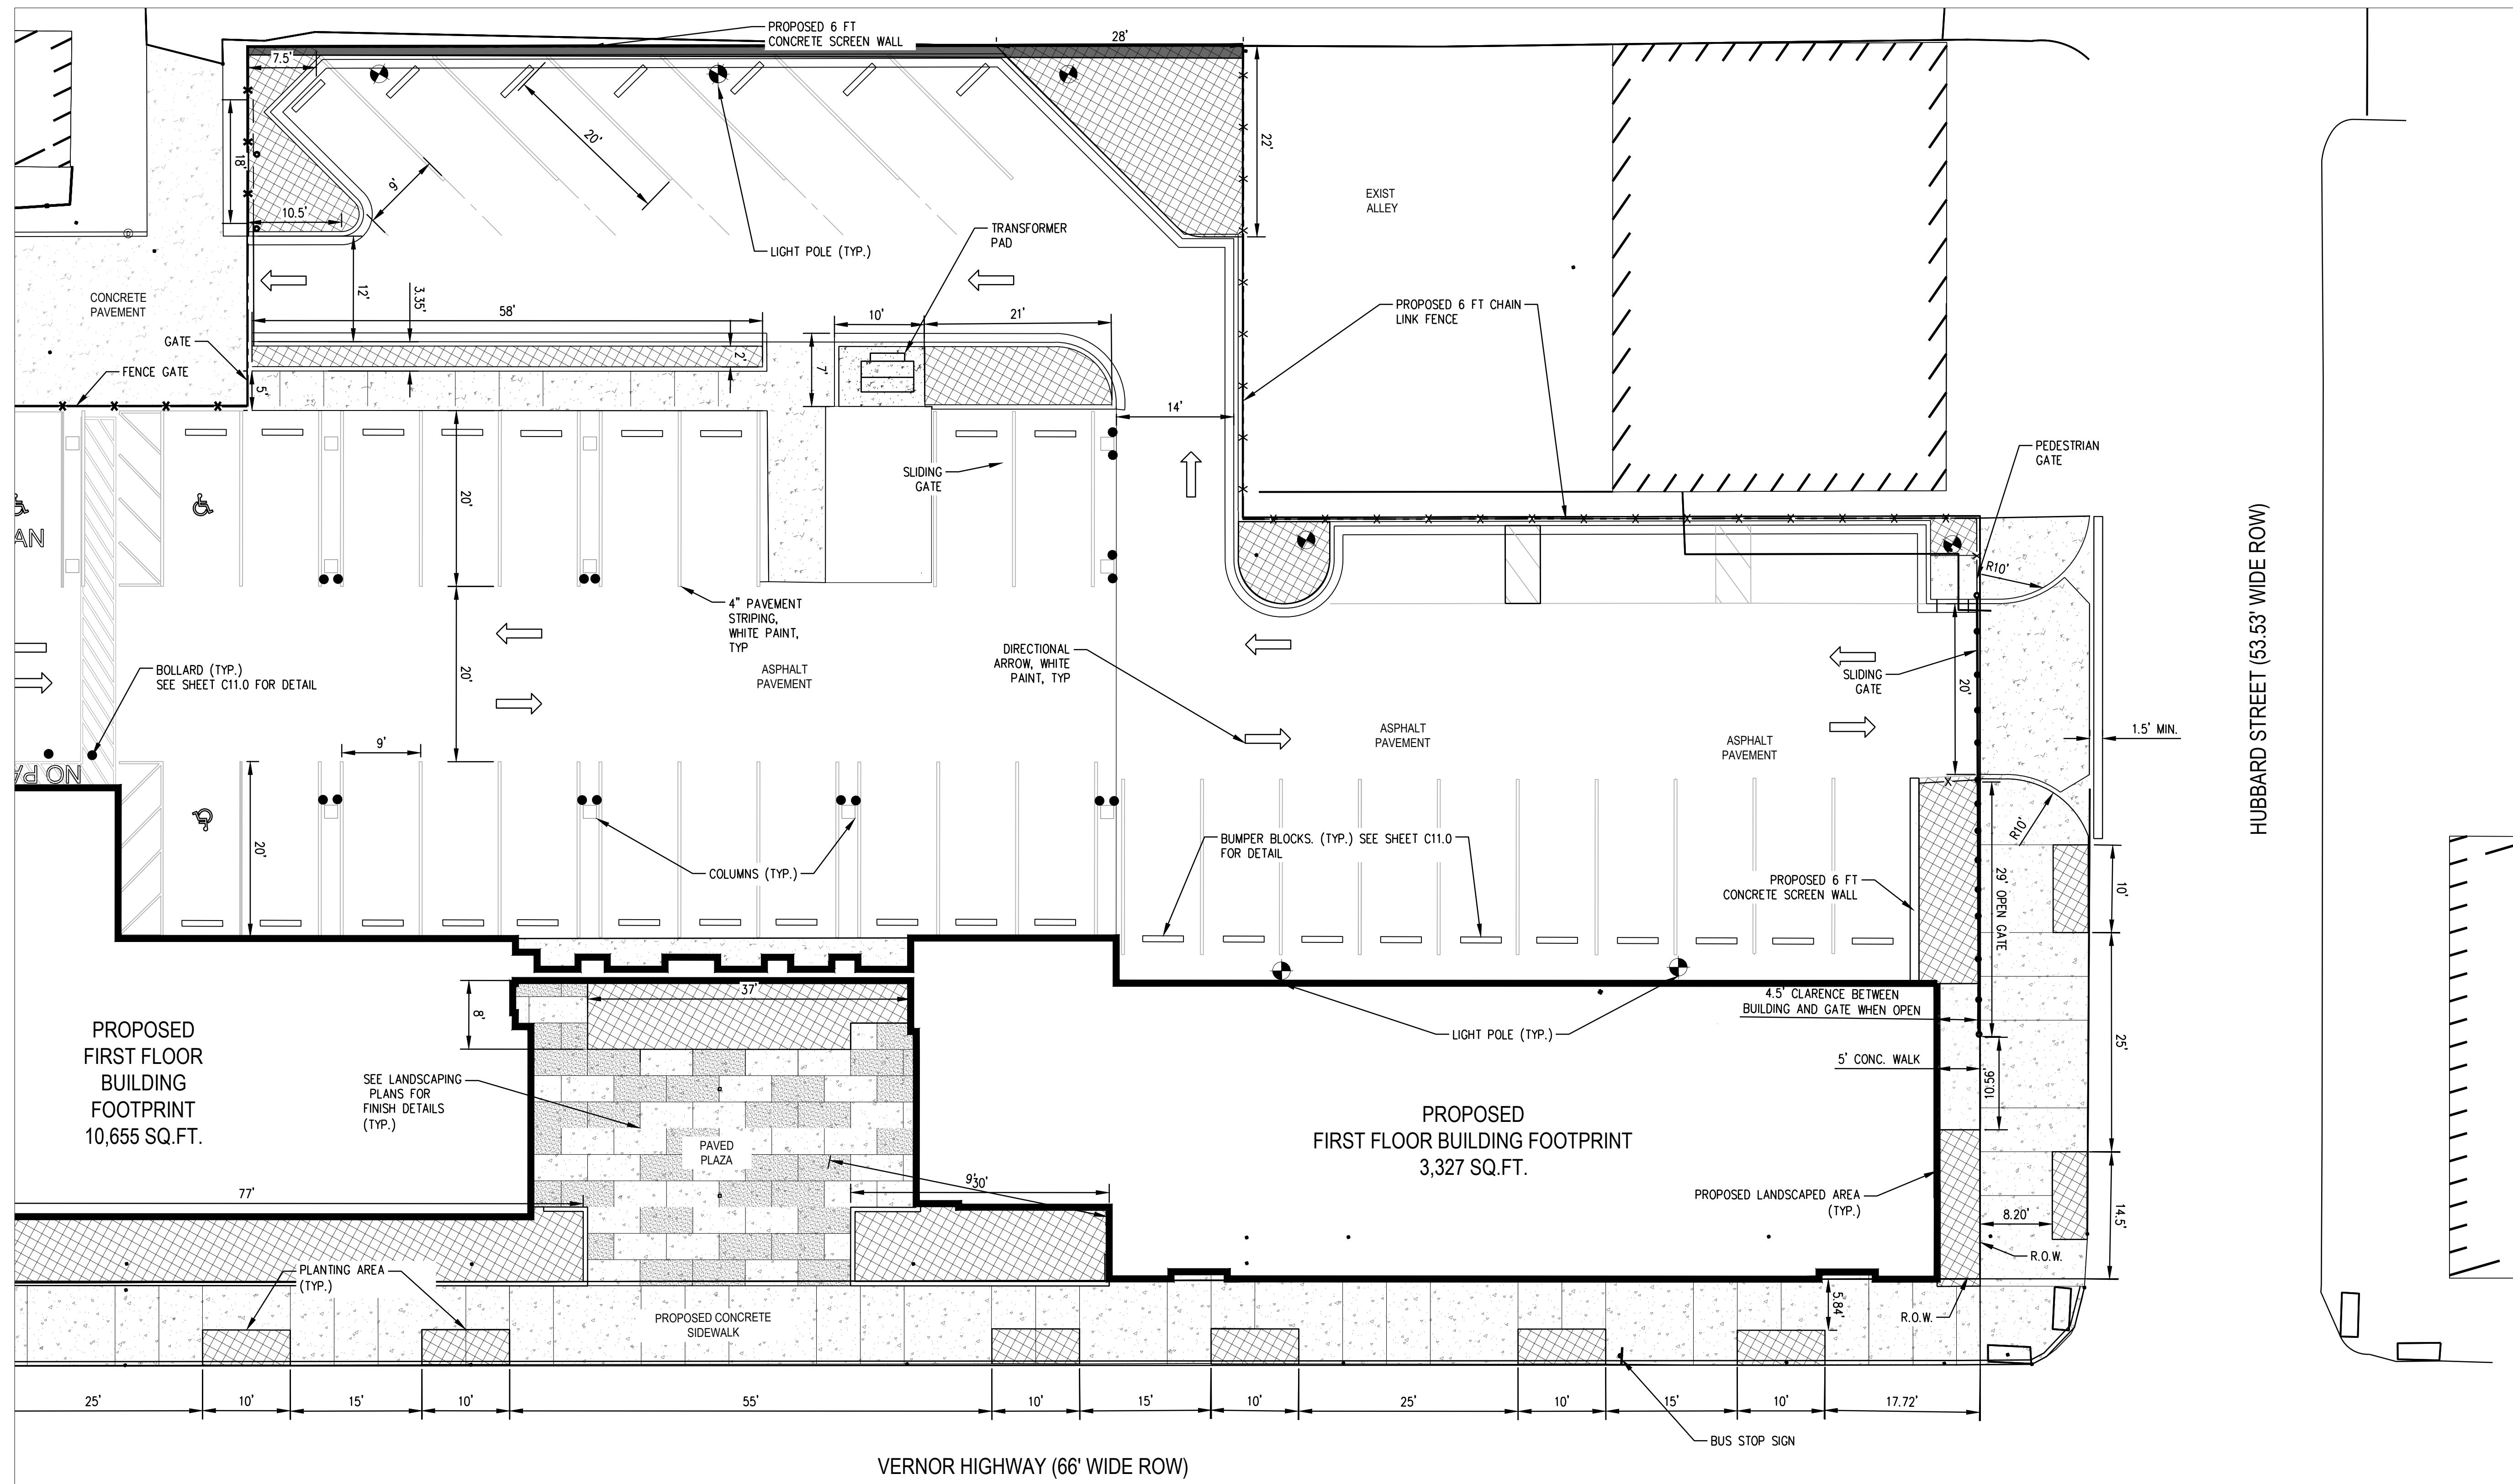 PROPOSED 6 FT
CONCRETE SCREEN WALL
28'
7.5'
18'
20'
9'
10.5'
22'
EXIST
ALLEY
TRANSFORMER
PAD
LIGHT POLE (TYP.)
CONCRETE
PAVEMENT
12'
3.35'
58'
10'
21'
PROPOSED 6 FT CHAIN
LINK FENCE
GATE
FENCE GATE
2'
7'
5'
14'
PEDESTRIAN
GATE
SLIDING
GATE
20'
AN
R10'
4" PAVEMENT
STRIPING,
WHITE PAINT,
TYP
DIRECTIONAL
ARROW, WHITE
PAINT, TYP
ASPHALT
PAVEMENT
20'
SLIDING
GATE
20'
BOLLARD (TYP.)
SEE SHEET C11.0 FOR DETAIL
ASPHALT
PAVEMENT
ASPHALT
PAVEMENT
1.5' MIN.
HUBBARD STREET (53.53' WIDE ROW)
NO PA
9'
20'
R10'
BUMPER BLOCKS. (TYP.) SEE SHEET C11.0
FOR DETAIL
COLUMNS (TYP.)
PROPOSED 6 FT
CONCRETE SCREEN WALL
29' OPEN GATE
10'
37'
8'
4.5' CLARENCE BETWEEN
BUILDING AND GATE WHEN OPEN
LIGHT POLE (TYP.)
25'
PROPOSED
FIRST FLOOR
BUILDING
FOOTPRINT
10,655 SQ.FT.
SEE LANDSCAPING
PLANS FOR
FINISH DETAILS
(TYP.)
5' CONC. WALK
10.56'
PAVED
PLAZA
PROPOSED
FIRST FLOOR BUILDING FOOTPRINT
3,327 SQ.FT.
9'
30'
77'
PROPOSED LANDSCAPED AREA
(TYP.)
8.20'
14.5'
R.O.W.
PLANTING AREA
(TYP.)
PROPOSED CONCRETE
SIDEWALK
5.84'
R.O.W.
25'
10'
15'
10'
55'
10'
15'
10'
25'
10'
15'
10'
17.72'
BUS STOP SIGN
VERNOR HIGHWAY (66' WIDE ROW)